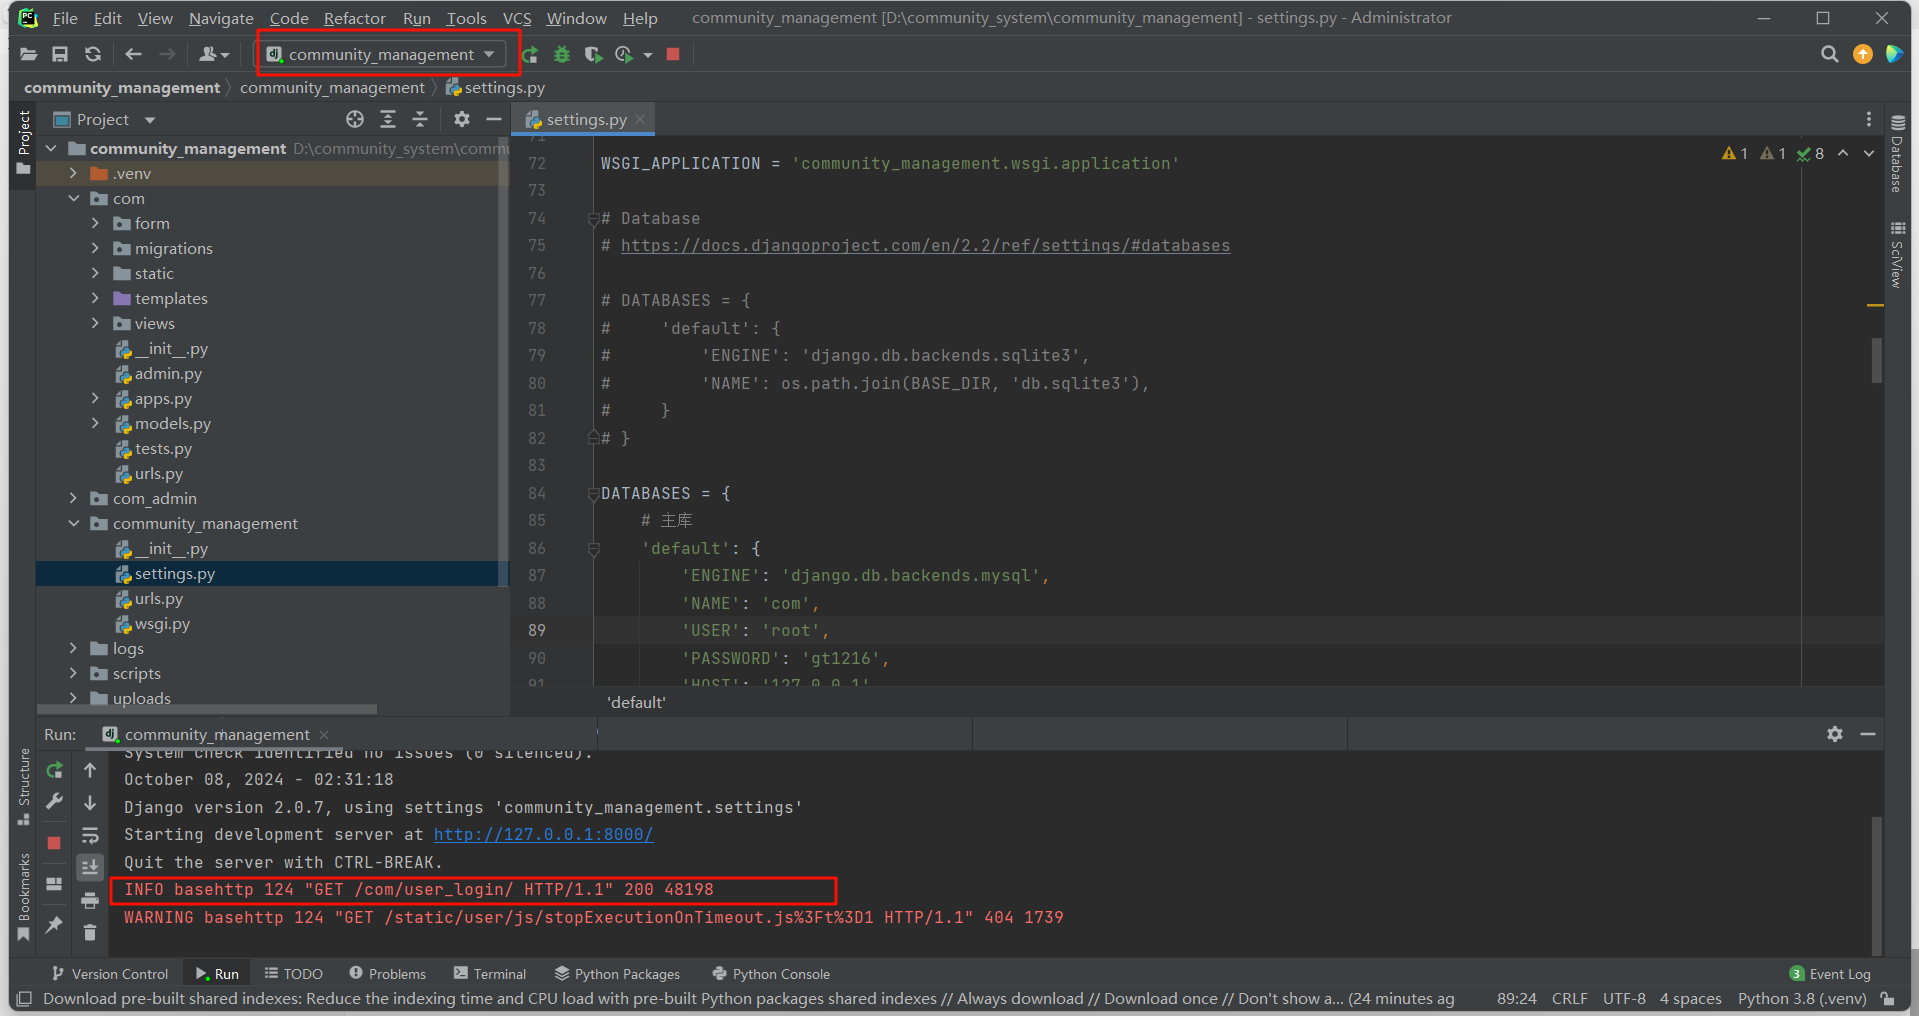 File Edit View Navigate Code Refactor Run Tools VCS Window Help community_management [D:\community_system\community_management] - settings.py - Administrator
community_management
community_management community_management settings.py
Project
settings.py
community_management D:\community_system\commu
.venv
com
form
migrations
static
templates
views
__init__.py
admin.py
apps.py
models.py
tests.py
urls.py
com_admin
community_management
__init__.py
settings.py
urls.py
wsgi.py
logs
scripts
uploads
Project
Structure
Bookmarks
71
72 WSGI_APPLICATION = 'community_management.wsgi.application'
73
74 # Database
75 # https://docs.djangoproject.com/en/2.2/ref/settings/#databases
76
77 # DATABASES = {
78 #     'default': {
79 #         'ENGINE': 'django.db.backends.sqlite3',
80 #         'NAME': os.path.join(BASE_DIR, 'db.sqlite3'),
81 #     }
82 # }
83
84 DATABASES = {
85     # 主库
86     'default': {
87         'ENGINE': 'django.db.backends.mysql',
88         'NAME': 'com',
89         'USER': 'root',
90         'PASSWORD': 'gt1216',
91         'HOST': '127.0.0.1'
1 1 8
Database
SciView
'default'
Run: community_management
System check identified no issues (0 silenced).
October 08, 2024 - 02:31:18
Django version 2.0.7, using settings 'community_management.settings'
Starting development server at http://127.0.0.1:8000/
Quit the server with CTRL-BREAK.
INFO basehttp 124 "GET /com/user_login/ HTTP/1.1" 200 48198
WARNING basehttp 124 "GET /static/user/js/stopExecutionOnTimeout.js%3Ft%3D1 HTTP/1.1" 404 1739
Version Control Run TODO Problems Terminal Python Packages Python Console 3 Event Log
Download pre-built shared indexes: Reduce the indexing time and CPU load with pre-built Python packages shared indexes // Always download // Download once // Don't show a... (24 minutes ag 89:24 CRLF UTF-8 4 spaces Python 3.8 (.venv)